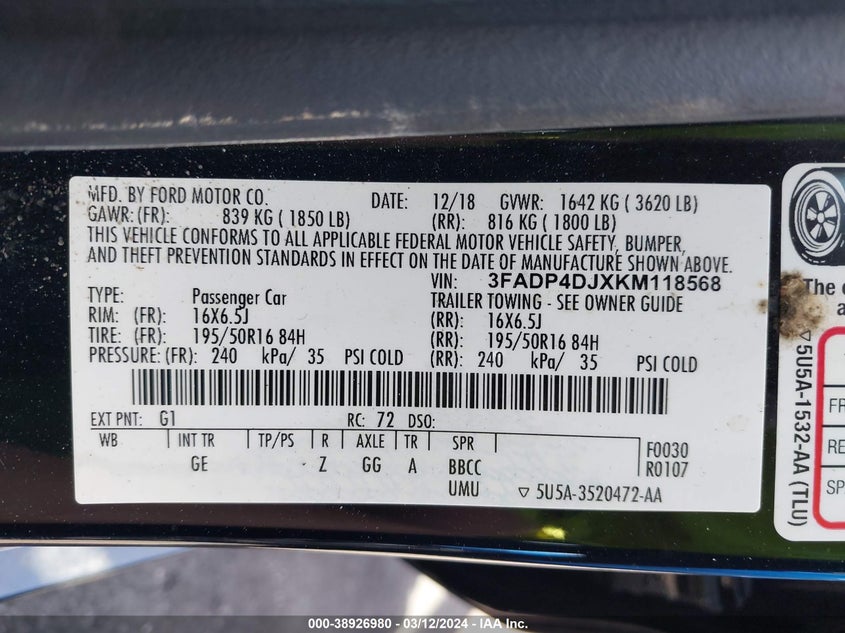 MFD. BY FORD MOTOR CO. DATE: 12/18 GVWR: 1642 KG ( 3620 LB)
GAWR: (FR): 839 KG ( 1850 LB) (RR): 816 KG ( 1800 LB)
THIS VEHICLE CONFORMS TO ALL APPLICABLE FEDERAL MOTOR VEHICLE SAFETY, BUMPER,
AND THEFT PREVENTION STANDARDS IN EFFECT ON THE DATE OF MANUFACTURE SHOWN ABOVE.
VIN: 3FADP4DJXKM118568
TYPE: Passenger Car TRAILER TOWING - SEE OWNER GUIDE
RIM: (FR): 16X6.5J (RR): 16X6.5J
TIRE: (FR): 195/50R16 84H (RR): 195/50R16 84H
PRESSURE: (FR): 240 kPa/ 35 PSI COLD (RR): 240 kPa/ 35 PSI COLD
EXT PNT: G1 RC: 72 DSO:
WB INT TR TP/PS R AXLE TR SPR F0030
GE Z GG A BBCC R0107
UMU ▽ 5U5A-3520472-AA
The
a
▽ 5U5A-1532-AA (TLU)
FR
RE
SP
000-38926980 - 03/12/2024 - IAA Inc.